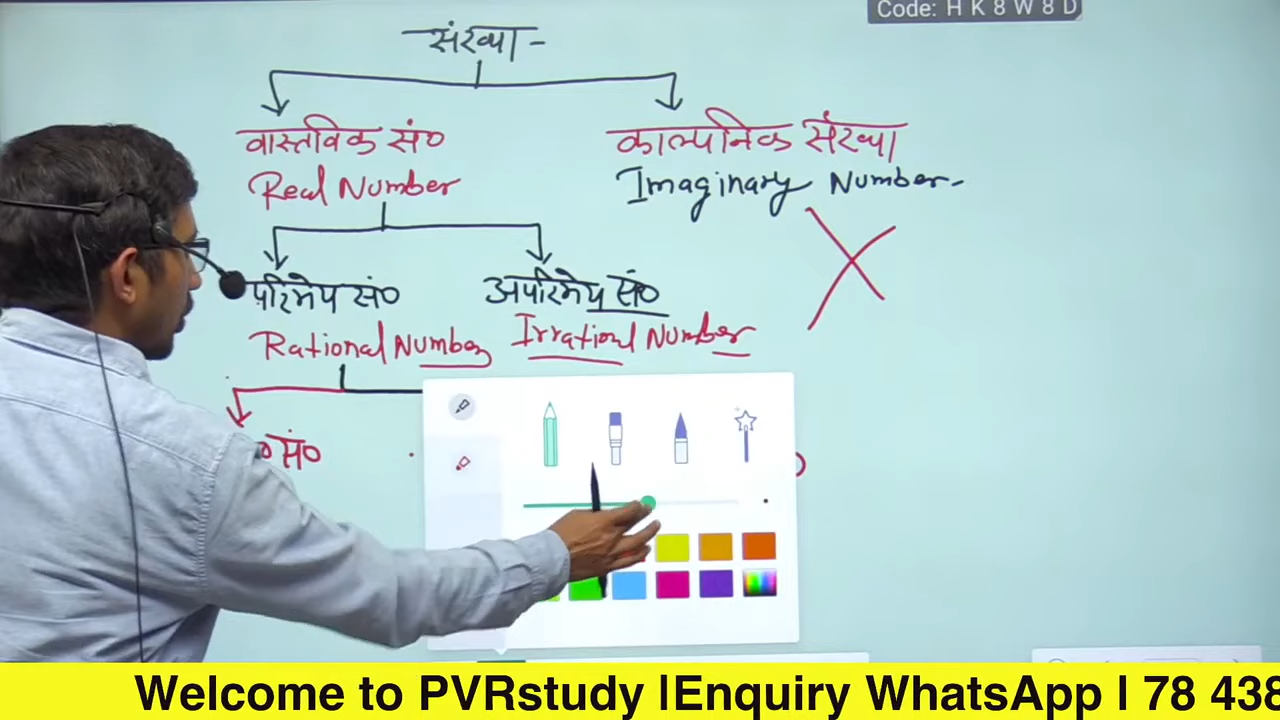 Code: H K 8 W 8 D
संख्या -
वास्तविक सं०
काल्पनिक संख्या
Real Number
Imaginary Number
परिमेय सं०
अपरिमेय सं०
Rational Number
Irrational Number
सं०
Welcome to PVRstudy |Enquiry WhatsApp I 78 438